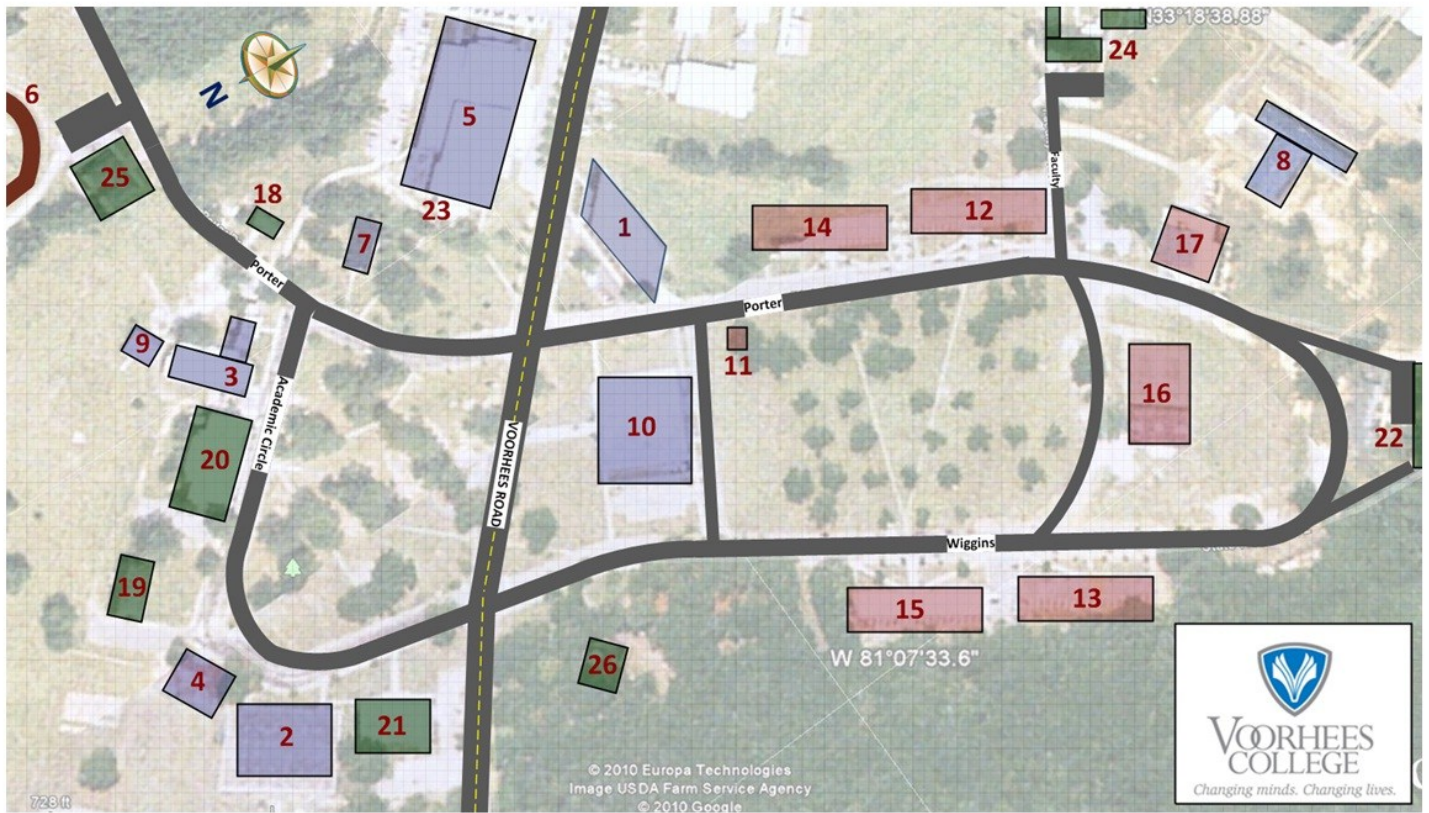 N33°18'38.88"
24
6
N
5
8
25
18
23
7
1
14
12
17
Faculty
Porter
Porter
9
3
11
10
16
22
20
Academic Circle
VOORHEES ROAD
Wiggins
19
15
13
26
4
W 81°07'33.6"
2
21
VOORHEES
COLLEGE
Changing minds. Changing lives.
© 2010 Europa Technologies
Image USDA Farm Service Agency
© 2010 Google
728 ft